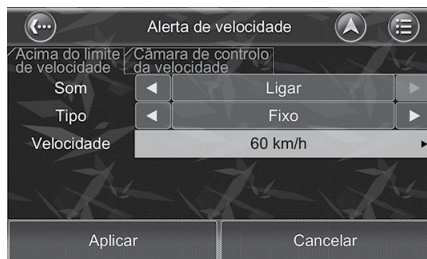 Alerta de velocidade
Acima do limite
de velocidade
Câmara de controlo
da velocidade
Som
Ligar
Tipo
Fixo
Velocidade
60 km/h
Aplicar
Cancelar